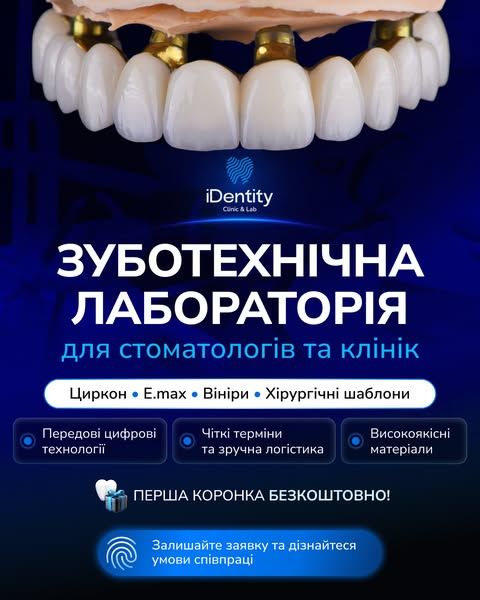 iDentity
Clinic & Lab
ЗУБОТЕХНІЧНА
ЛАБОРАТОРІЯ
для стоматологів та клінік
Циркон • E.max • Вініри • Хірургічні шаблони
Передові цифрові
технології
Чіткі терміни
та зручна логістика
Високоякісні
матеріали
ПЕРША КОРОНКА БЕЗКОШТОВНО!
Залишайте заявку та дізнайтеся
умови співпраці